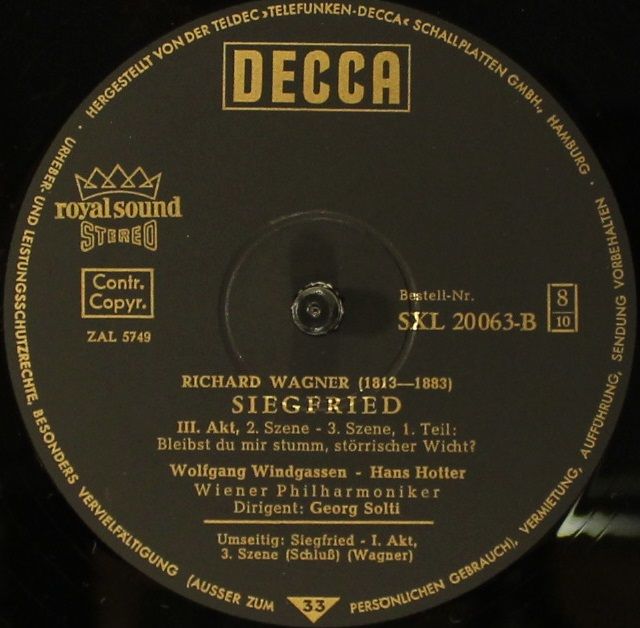 HERGESTELLT VON DER TELDEC »TELEFUNKEN-DECCA« SCHALLPLATTEN GMBH., HAMBURG · URHEBER- UND LEISTUNGSSCHUTZRECHTE, BESONDERS VERVIELFÄLTIGUNG (AUSSER ZUM PERSÖNLICHEN GEBRAUCH), VERMIETUNG, AUFFÜHRUNG, SENDUNG VORBEHALTEN ·
DECCA
royal sound
STEREO
Contr.
Copyr.
ZAL 5749
Bestell-Nr.
SXL 20063-B
8
10
RICHARD WAGNER (1813—1883)
SIEGFRIED
III. Akt, 2. Szene - 3. Szene, 1. Teil:
Bleibst du mir stumm, störrischer Wicht?
Wolfgang Windgassen - Hans Hotter
Wiener Philharmoniker
Dirigent: Georg Solti
Umseitig: Siegfried - I. Akt,
3. Szene (Schluß) (Wagner)
33